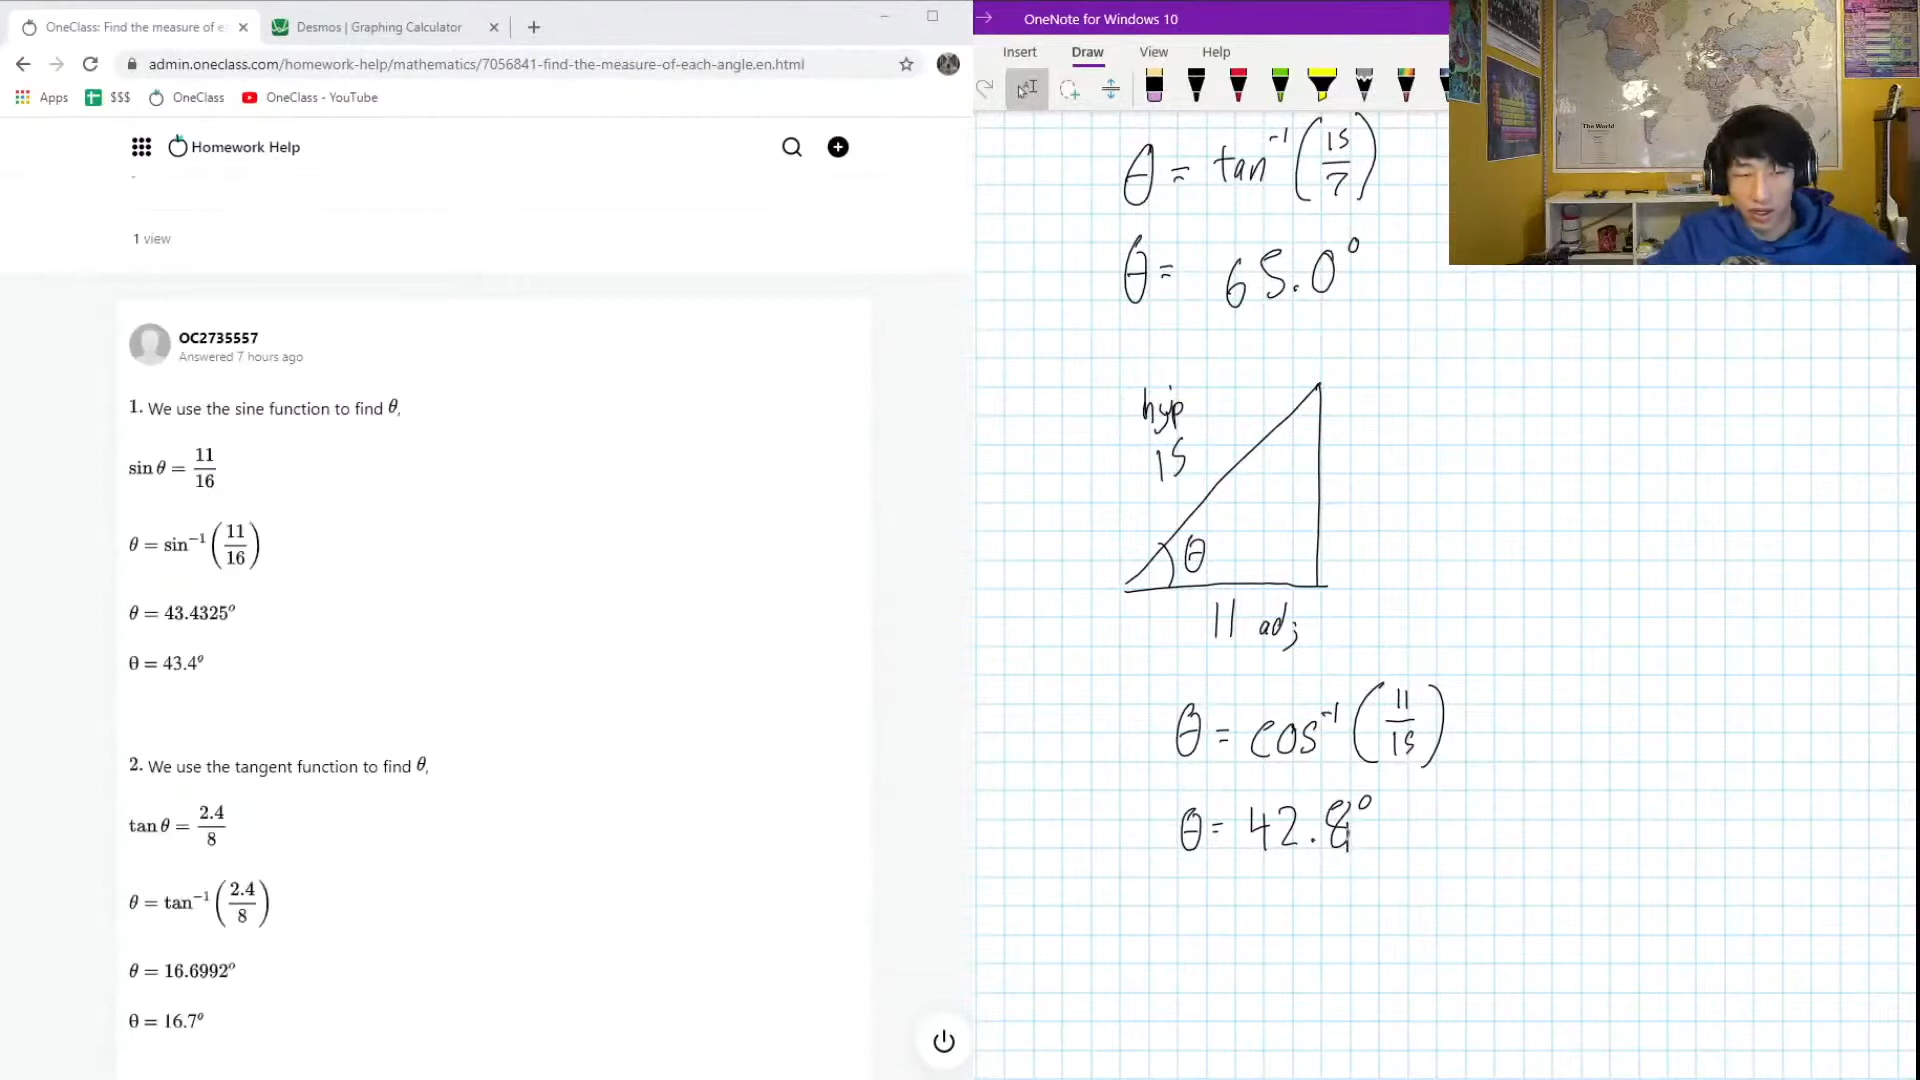 OneClass: Find the measure of e
Desmos | Graphing Calculator
admin.oneclass.com/homework-help/mathematics/7056841-find-the-measure-of-each-angle.en.html
Apps
$$$
OneClass
OneClass - YouTube
Homework Help
1 view
OC2735557
Answered 7 hours ago
1. We use the sine function to find θ,
sin θ = 11/16
θ = sin⁻¹(11/16)
θ = 43.4325°
θ = 43.4°
2. We use the tangent function to find θ,
tan θ = 2.4/8
θ = tan⁻¹(2.4/8)
θ = 16.6992°
θ = 16.7°
OneNote for Windows 10
Insert Draw View Help
θ = tan⁻¹(15/7)
θ = 65.0°
hyp
15
θ
11 adj
θ = cos⁻¹(11/15)
θ = 42.8°
The World